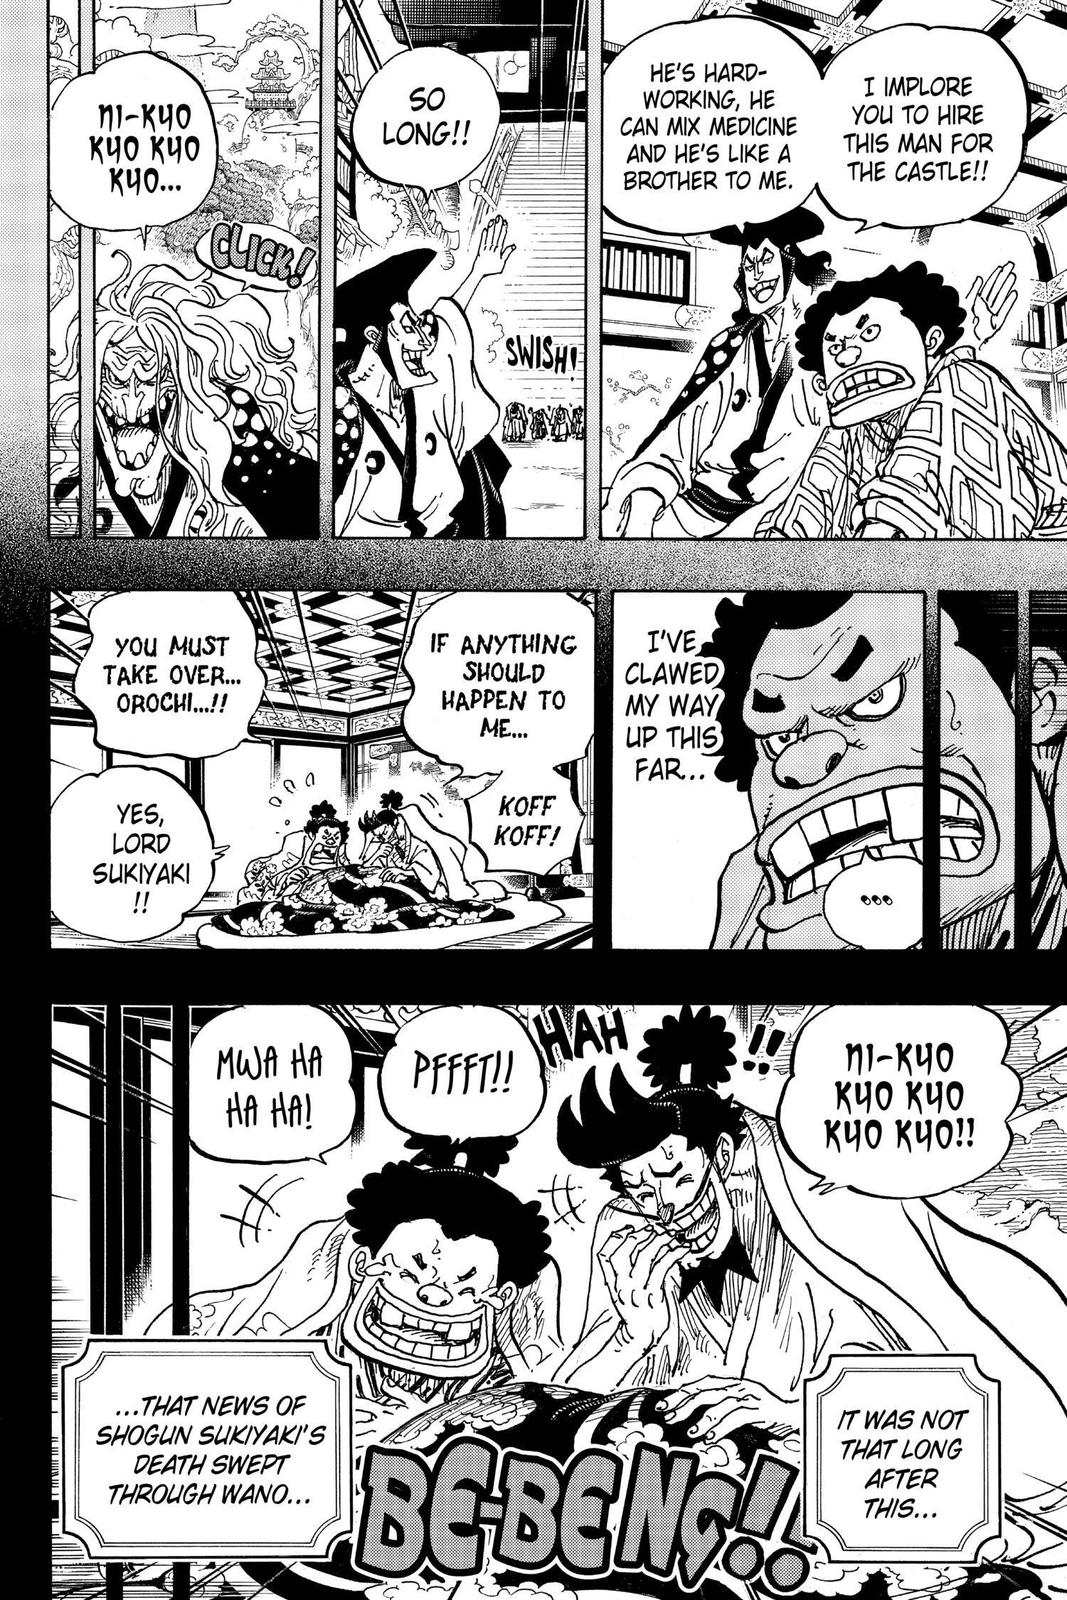 I IMPLORE
YOU TO HIRE
THIS MAN FOR
THE CASTLE!!
HE'S HARD-
WORKING, HE
CAN MIX MEDICINE
AND HE'S LIKE A
BROTHER TO ME.
SO
LONG!!
SWISH!
NI-KYO
KYO KYO
KYO...
CLICK!
I'VE
CLAWED
MY WAY
UP THIS
FAR...
...
IF ANYTHING
SHOULD
HAPPEN TO
ME...
KOFF
KOFF!
YOU MUST
TAKE OVER...
OROCHI...!!
YES,
LORD
SUKIYAKI
!!
NI-KYO
KYO KYO
KYO KYO!!
!!
HAH
PFFFT!!
MWA HA
HA HA!
IT WAS NOT
THAT LONG
AFTER
THIS...
BE-BENG!!
...THAT NEWS OF
SHOGUN SUKIYAKI'S
DEATH SWEPT
THROUGH WANO...